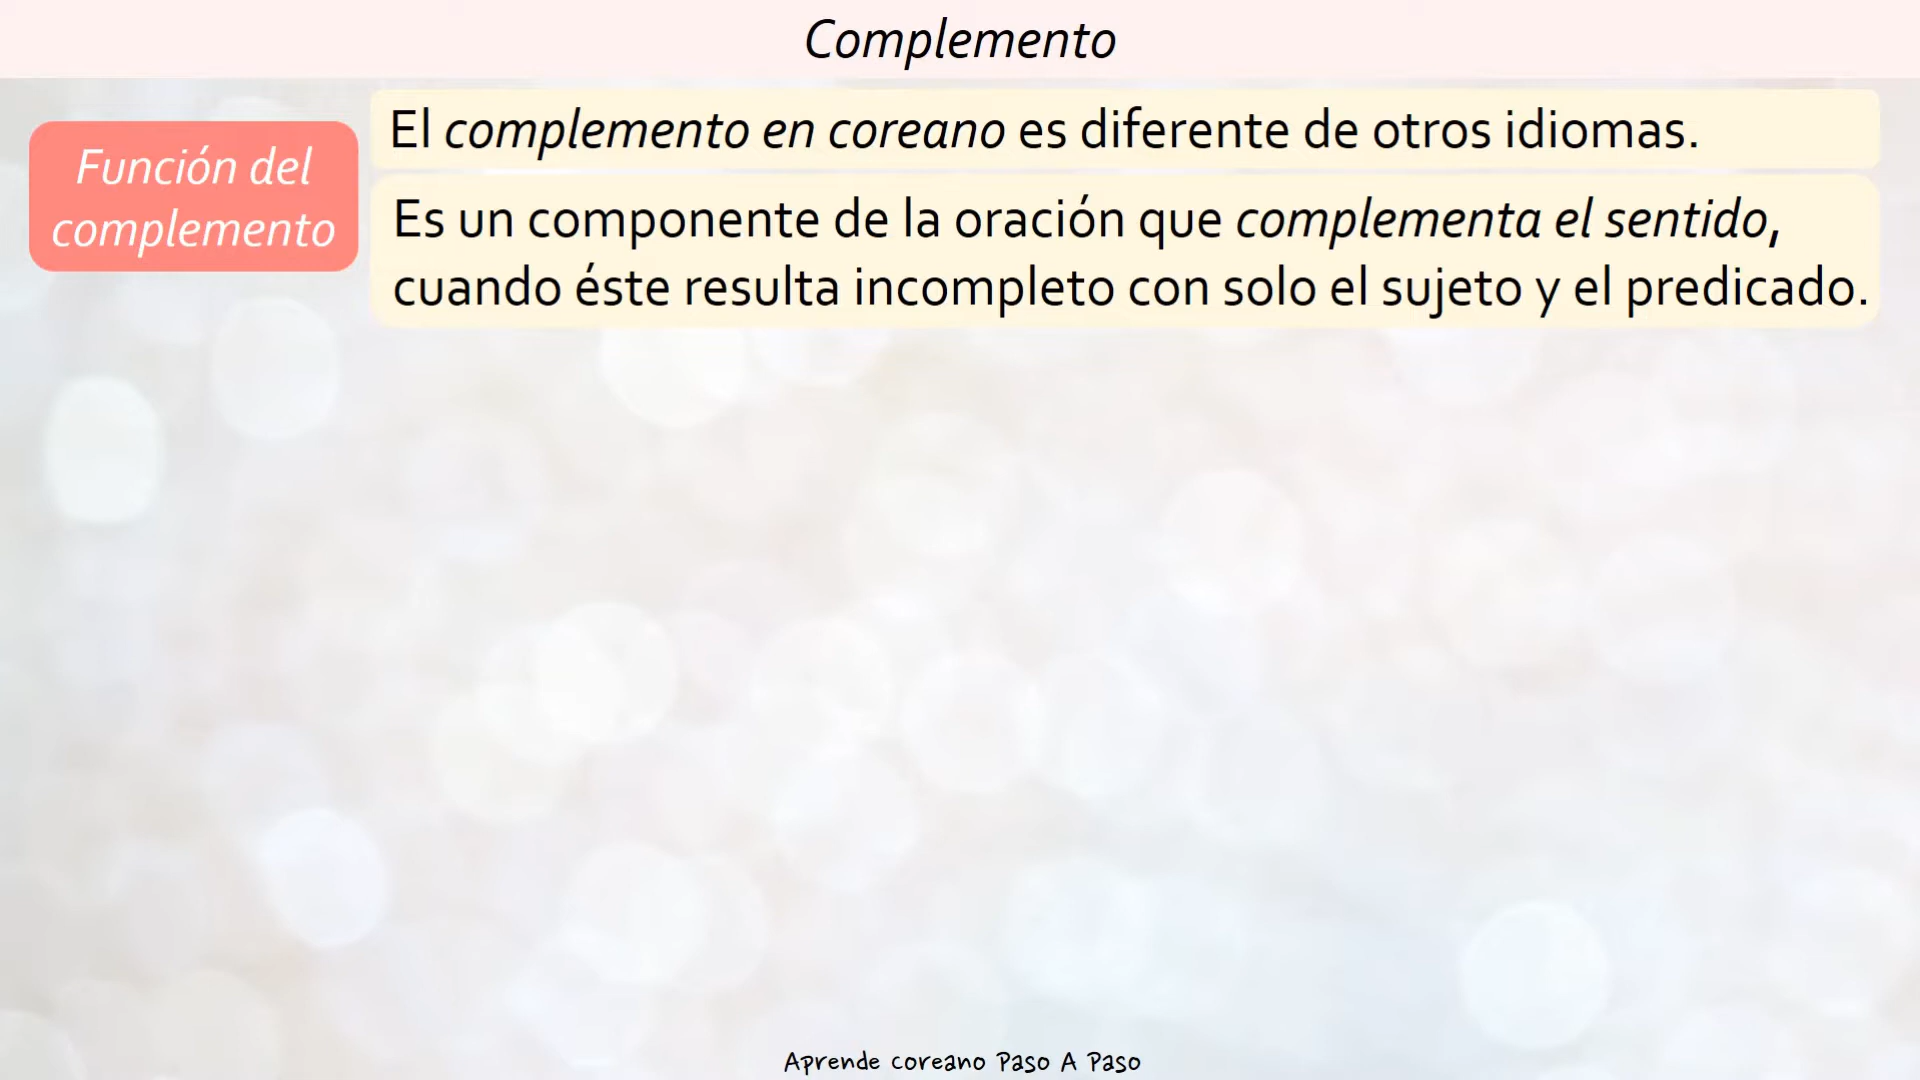 Complemento
Función del
complemento
El complemento en coreano es diferente de otros idiomas.
Es un componente de la oración que complementa el sentido,
cuando éste resulta incompleto con solo el sujeto y el predicado.
Aprende coreano Paso A Paso